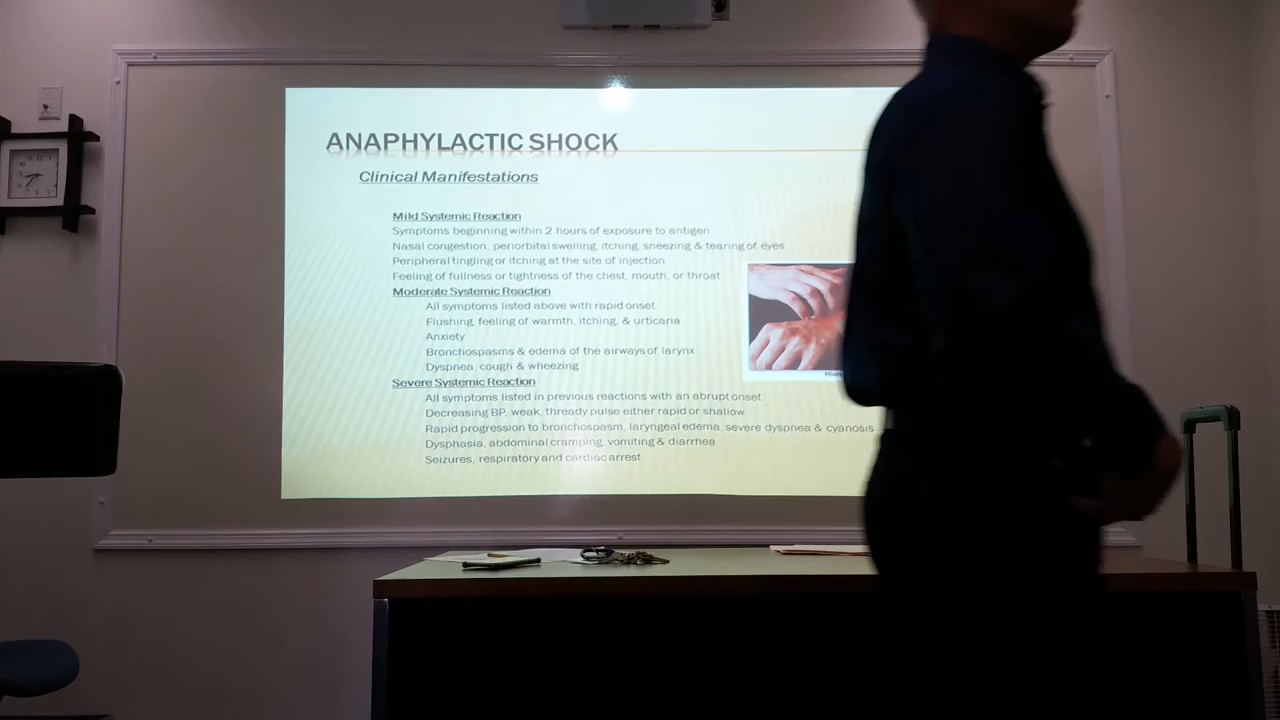 ANAPHYLACTIC SHOCK
Clinical Manifestations
Mild Systemic Reaction
Symptoms beginning within 2 hours of exposure to antigen
Nasal congestion, periorbital swelling, itching, sneezing & tearing of eyes
Peripheral tingling or itching at the site of injection
Feeling of fullness or tightness of the chest, mouth, or throat
Moderate Systemic Reaction
All symptoms listed above with rapid onset
Flushing, feeling of warmth, itching, & urticaria
Anxiety
Bronchospasms & edema of the airways of larynx
Dyspnea, cough & wheezing
Severe Systemic Reaction
All symptoms listed in previous reactions with an abrupt onset
Decreasing BP, weak, thready pulse either rapid or shallow
Rapid progression to bronchospasm, laryngeal edema, severe dyspnea & cyanosis
Dysphasia, abdominal cramping, vomiting & diarrhea
Seizures, respiratory and cardiac arrest
Hives